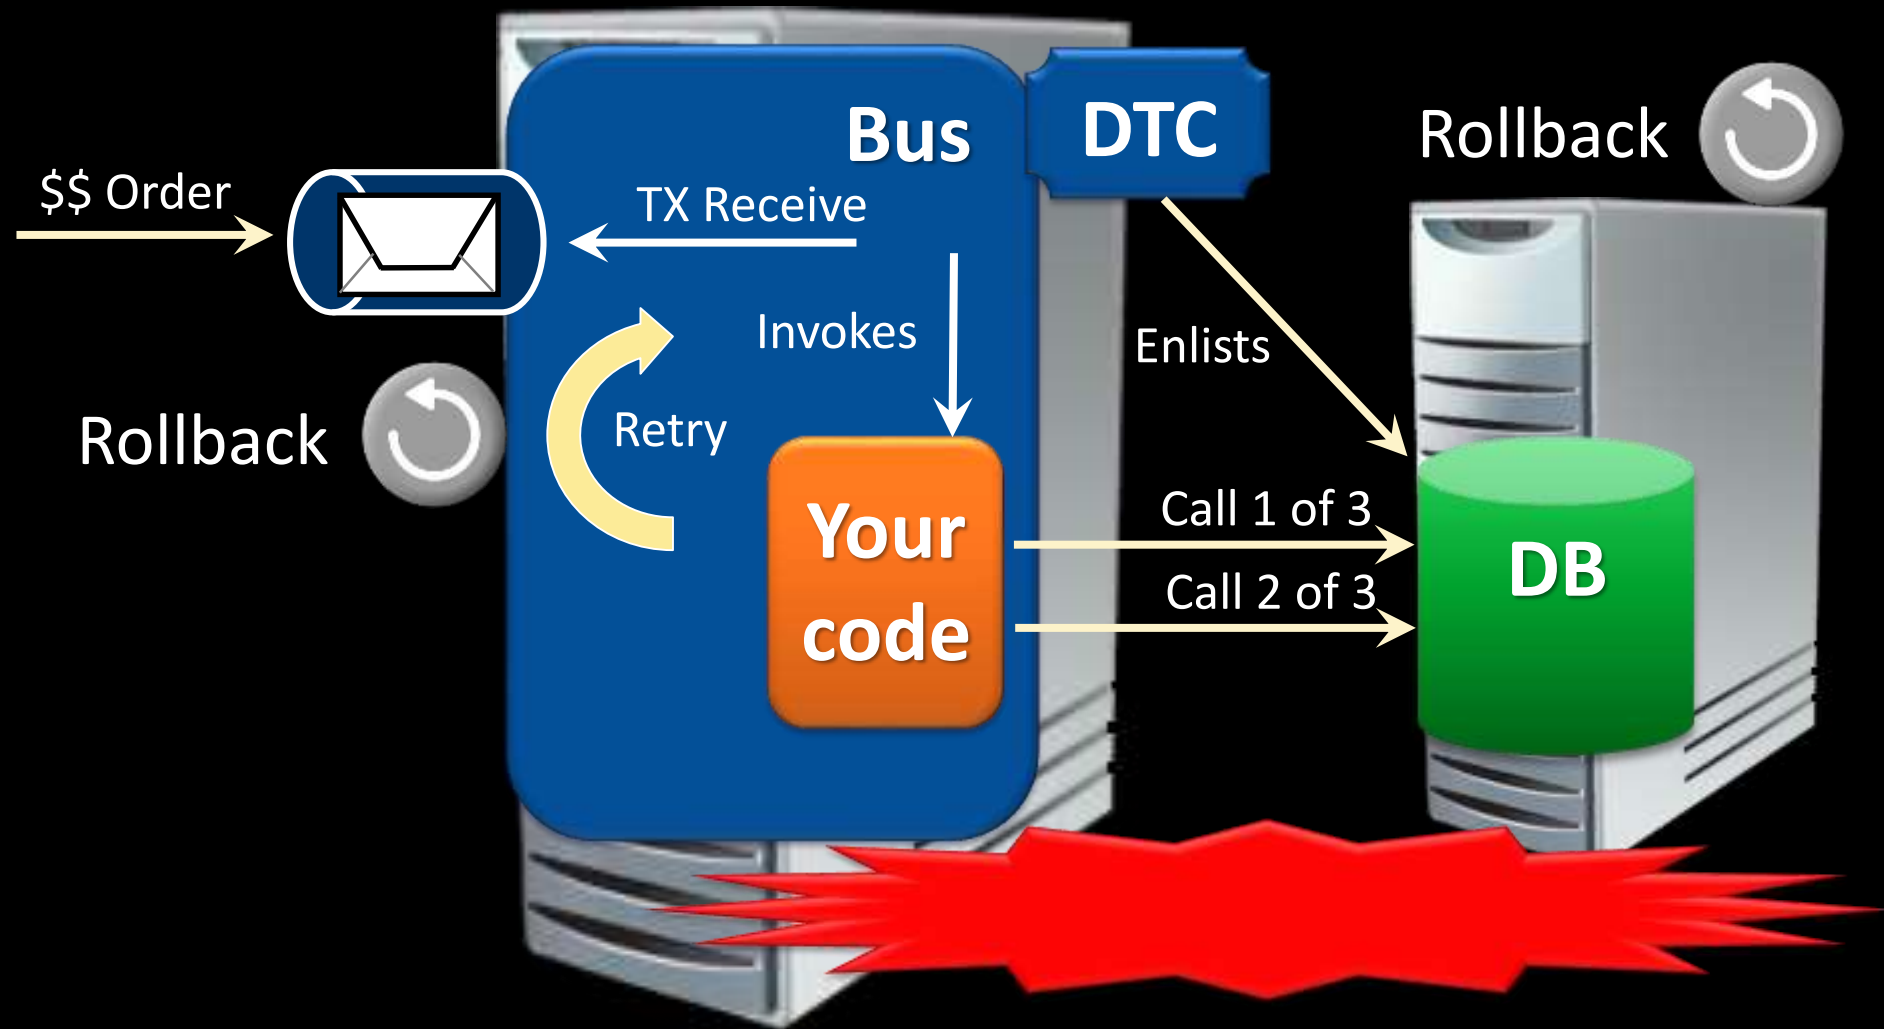 Bus
DTC
Rollback
$$ Order
TX Receive
Invokes
Enlists
Retry
Rollback
Call 1 of 3
Your
code
DB
Call 2 of 3